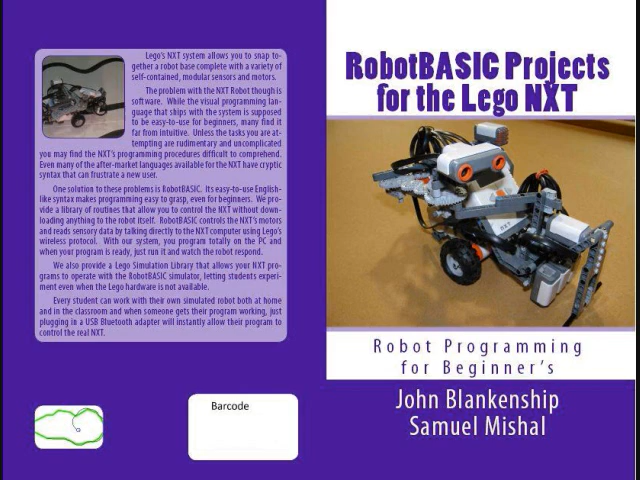 Lego's NXT system allows you to snap to-
gether a robot base complete with a variety of
self-contained, modular sensors and motors.
The problem with the NXT Robot though is
software. While the visual programming lan-
guage that ships with the system is supposed
to be easy-to-use for beginners, many find it
far from intuitive. Unless the tasks you are at-
tempting are rudimentary and uncomplicated
you may find the NXT's programming procedures difficult to comprehend.
Even many of the after-market languages available for the NXT have cryptic
syntax that can frustrate a new user.
One solution to these problems is RobotBASIC. Its easy-to-use English-
like syntax makes programming easy to grasp, even for beginners. We pro-
vide a library of routines that allow you to control the NXT without down-
loading anything to the robot itself. RobotBASIC controls the NXT's motors
and reads sensory data by talking directly to the NXT computer using Lego's
wireless protocol. With our system, you program totally on the PC and
when your program is ready, just run it and watch the robot respond.
We also provide a Lego Simulation Library that allows your NXT pro-
grams to operate with the RobotBASIC simulator, letting students experi-
ment even when the Lego hardware is not available.
Every student can work with their own simulated robot both at home
and in the classroom and when someone gets their program working, just
plugging in a USB Bluetooth adapter will instantly allow their program to
control the real NXT.
Barcode
RobotBASIC Projects
for the Lego NXT
Robot Programming
for Beginner's
John Blankenship
Samuel Mishal